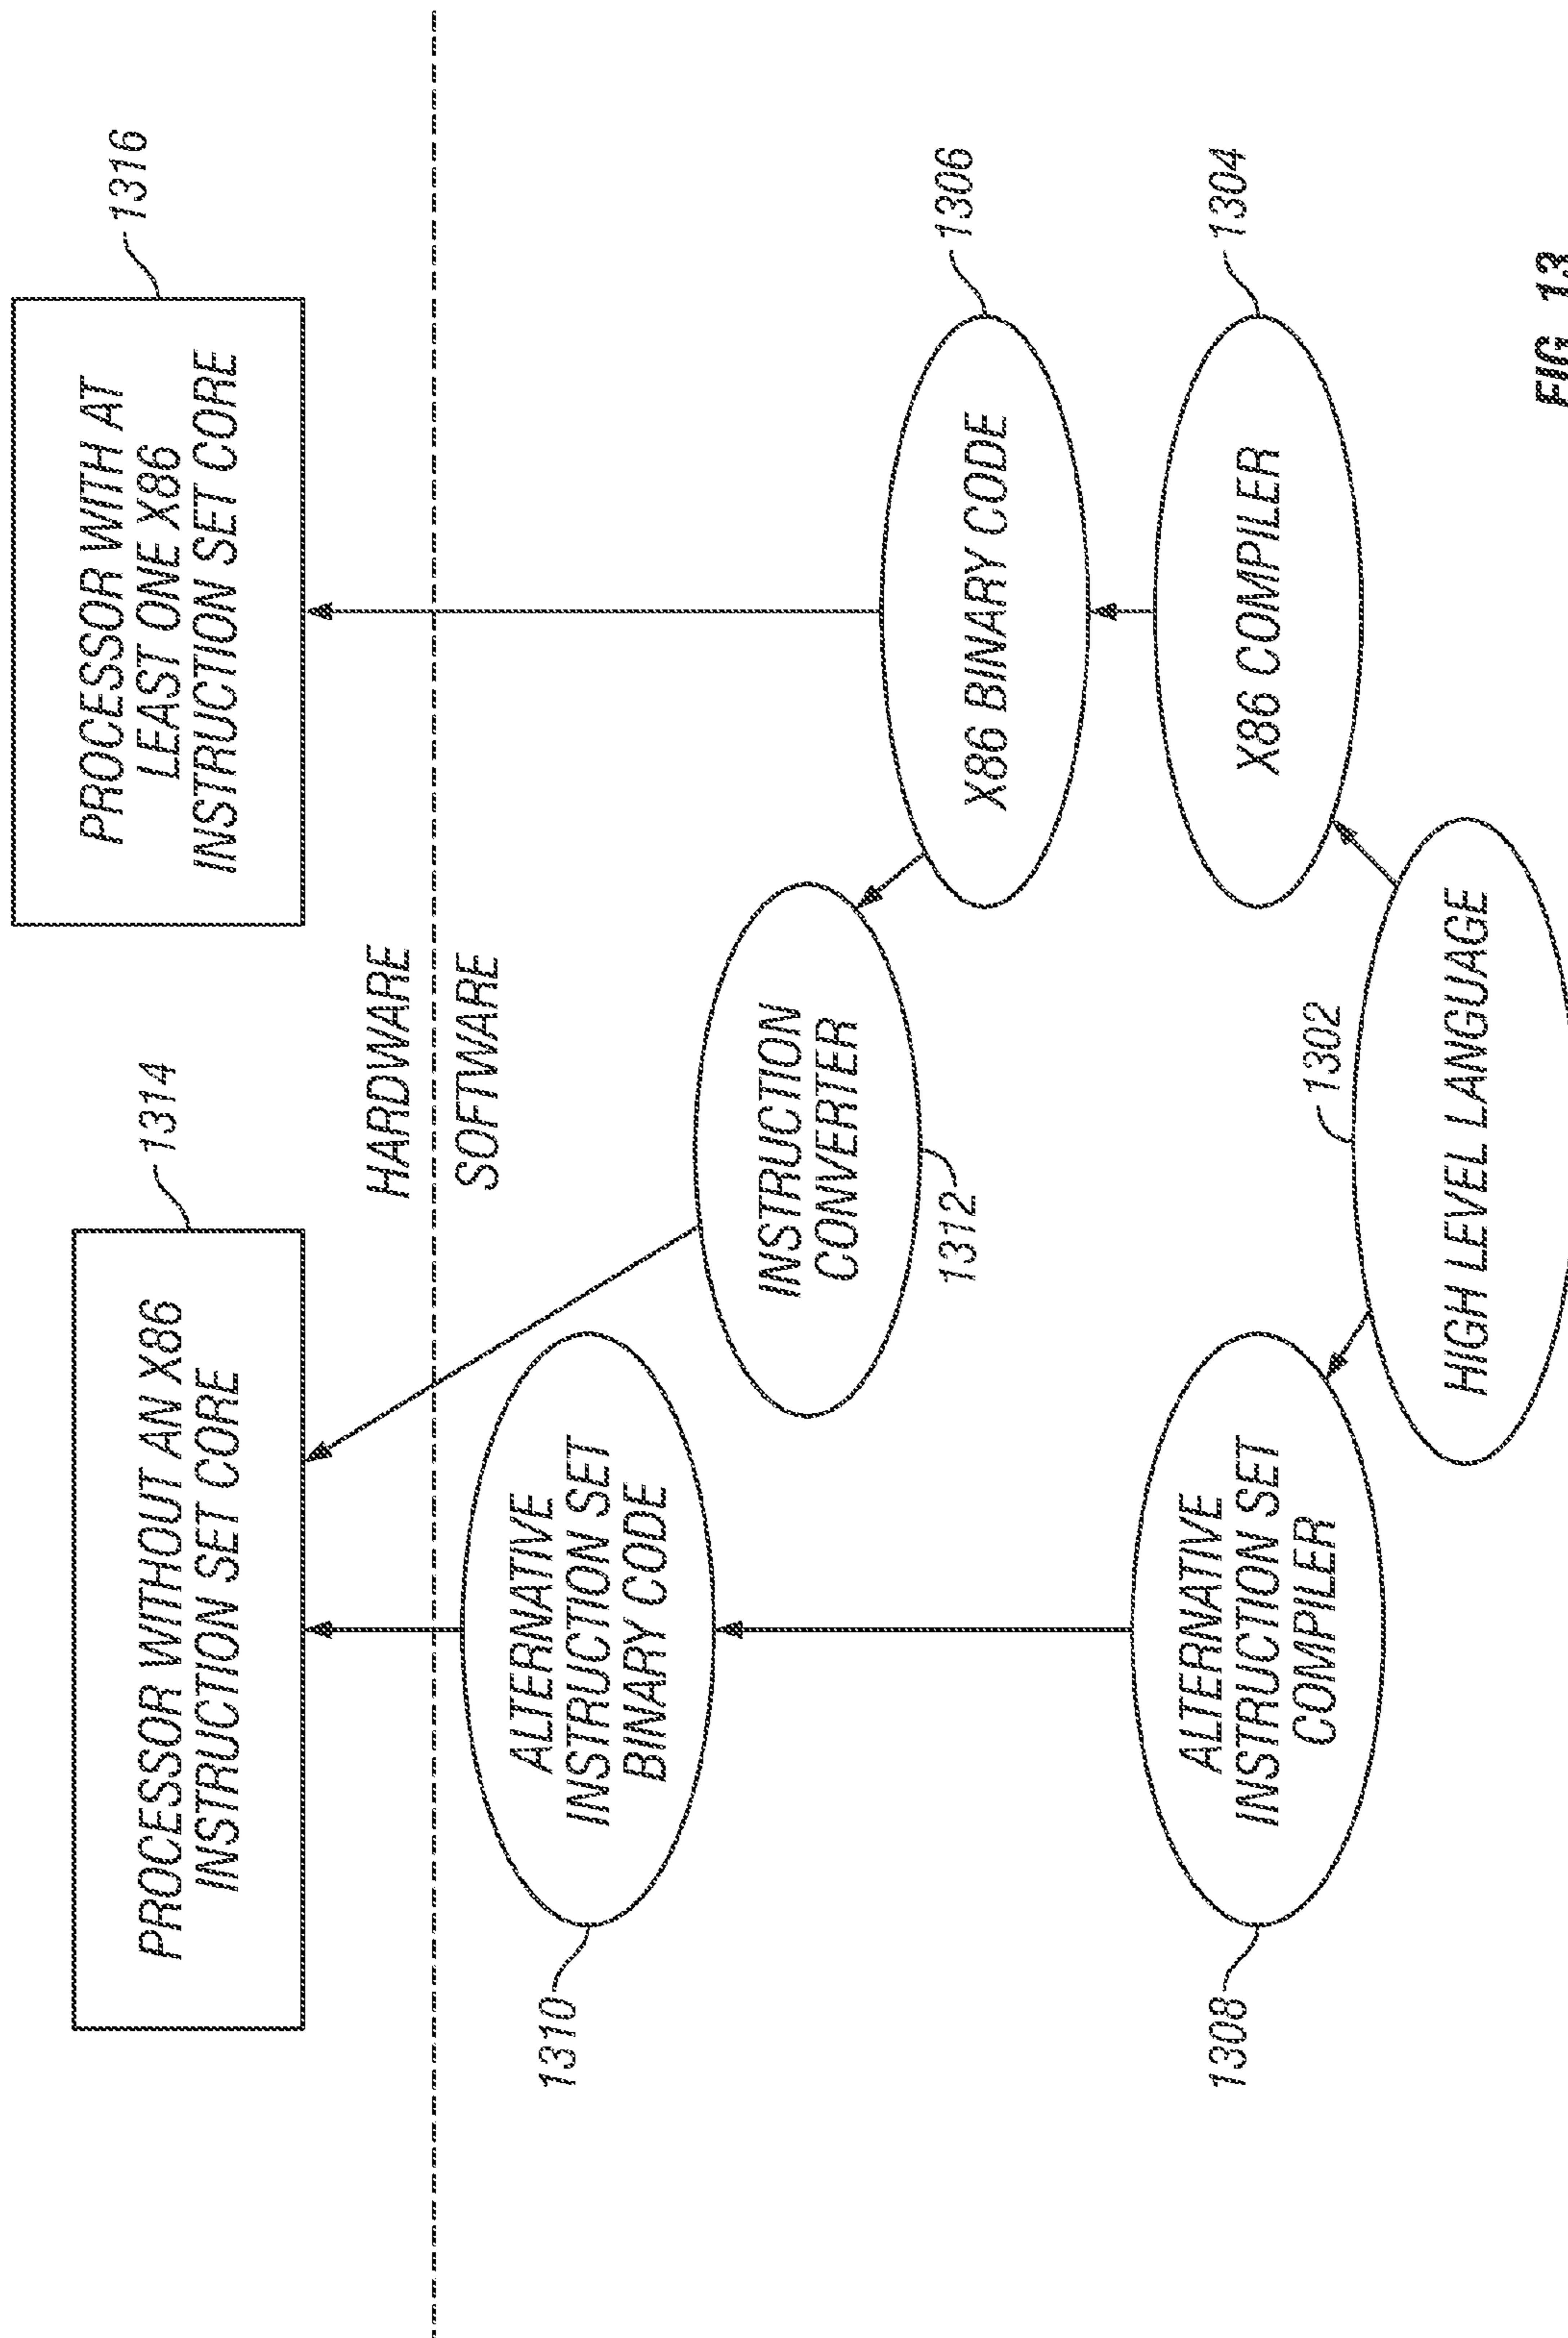 PROCESSOR WITHOUT AN X86
INSTRUCTION SET CORE
1314
PROCESSOR WITH AT
LEAST ONE X86
INSTRUCTION SET CORE
1316
HARDWARE
SOFTWARE
1310
ALTERNATIVE
INSTRUCTION SET
BINARY CODE
INSTRUCTION
CONVERTER
1312
X86 BINARY CODE
1306
1308
ALTERNATIVE
INSTRUCTION SET
COMPILER
X86 COMPILER
1304
1302
HIGH LEVEL LANGUAGE
FIG. 13